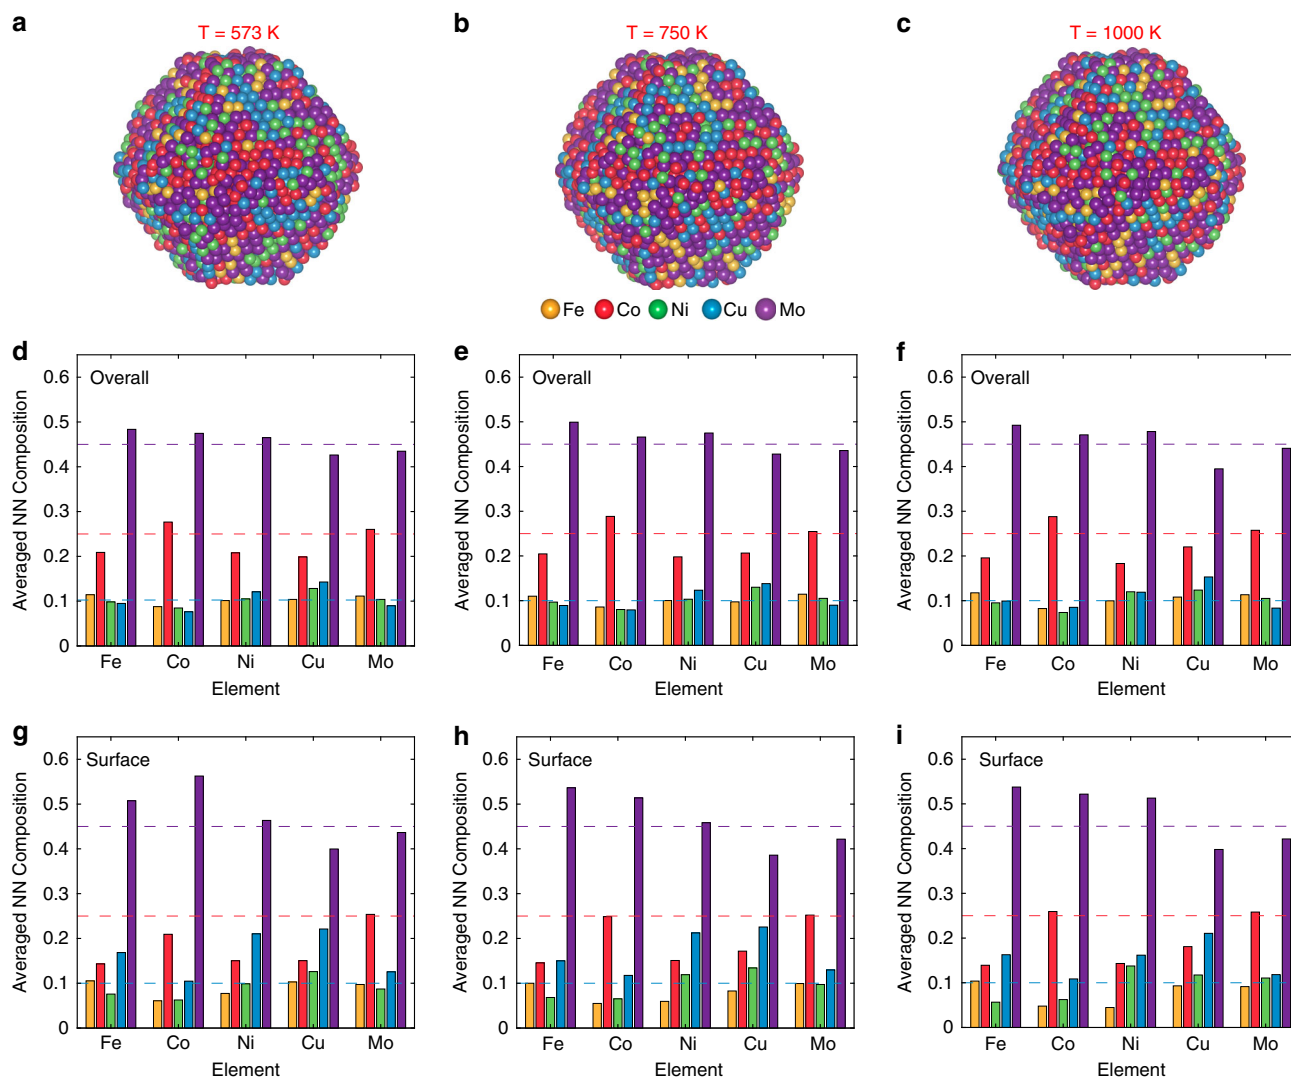 a
T = 573 K
b
T = 750 K
c
T = 1000 K
Fe Co Ni Cu Mo
d
Overall
Averaged NN Composition
0.6
0.5
0.4
0.3
0.2
0.1
0
Fe Co Ni Cu Mo
Element
e
Overall
Averaged NN Composition
0.6
0.5
0.4
0.3
0.2
0.1
0
Fe Co Ni Cu Mo
Element
f
Overall
Averaged NN Composition
0.6
0.5
0.4
0.3
0.2
0.1
0
Fe Co Ni Cu Mo
Element
g
Surface
Averaged NN Composition
0.6
0.5
0.4
0.3
0.2
0.1
0
Fe Co Ni Cu Mo
Element
h
Surface
Averaged NN Composition
0.6
0.5
0.4
0.3
0.2
0.1
0
Fe Co Ni Cu Mo
Element
i
Surface
Averaged NN Composition
0.6
0.5
0.4
0.3
0.2
0.1
0
Fe Co Ni Cu Mo
Element